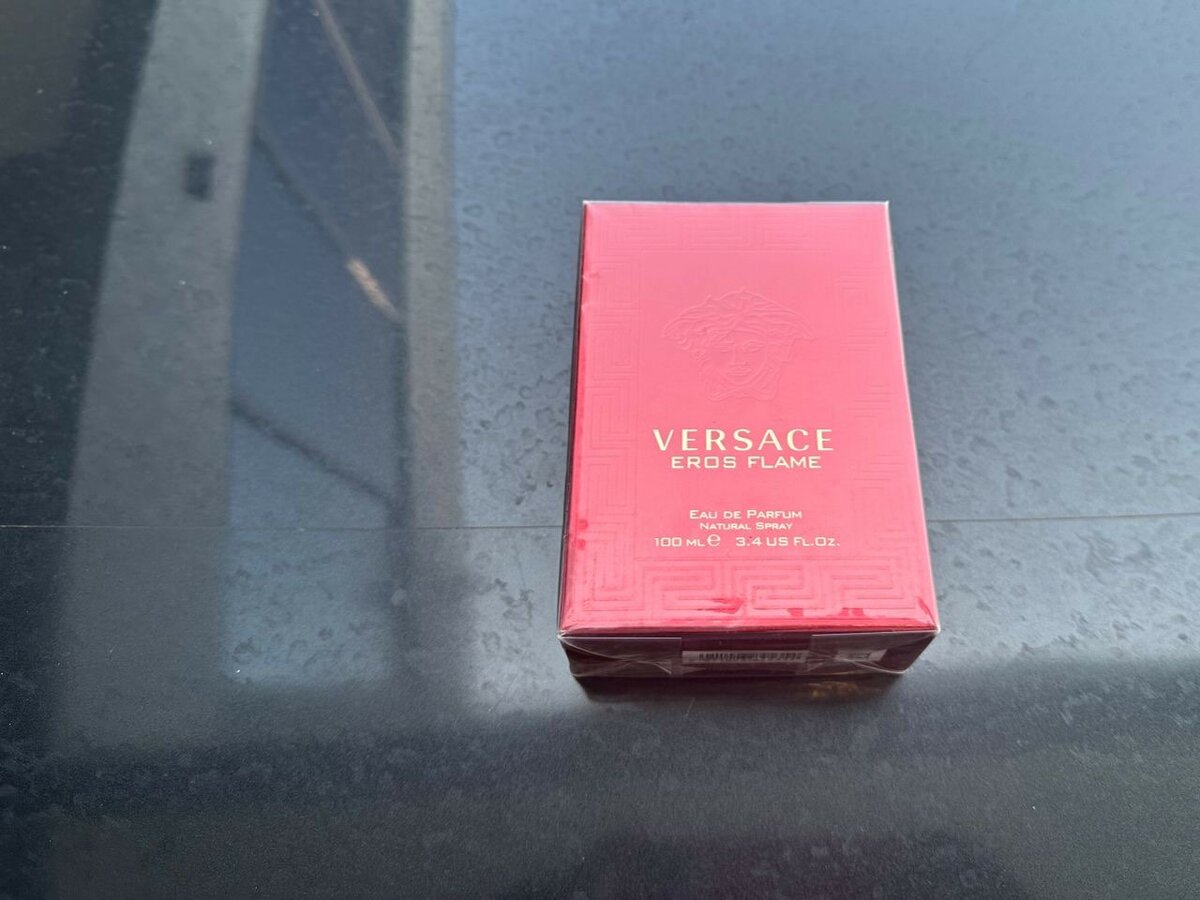 VERSACE
EROS FLAME
EAU DE PARFUM
NATURAL SPRAY
100 ML ℮ 3.4 US FL.OZ.